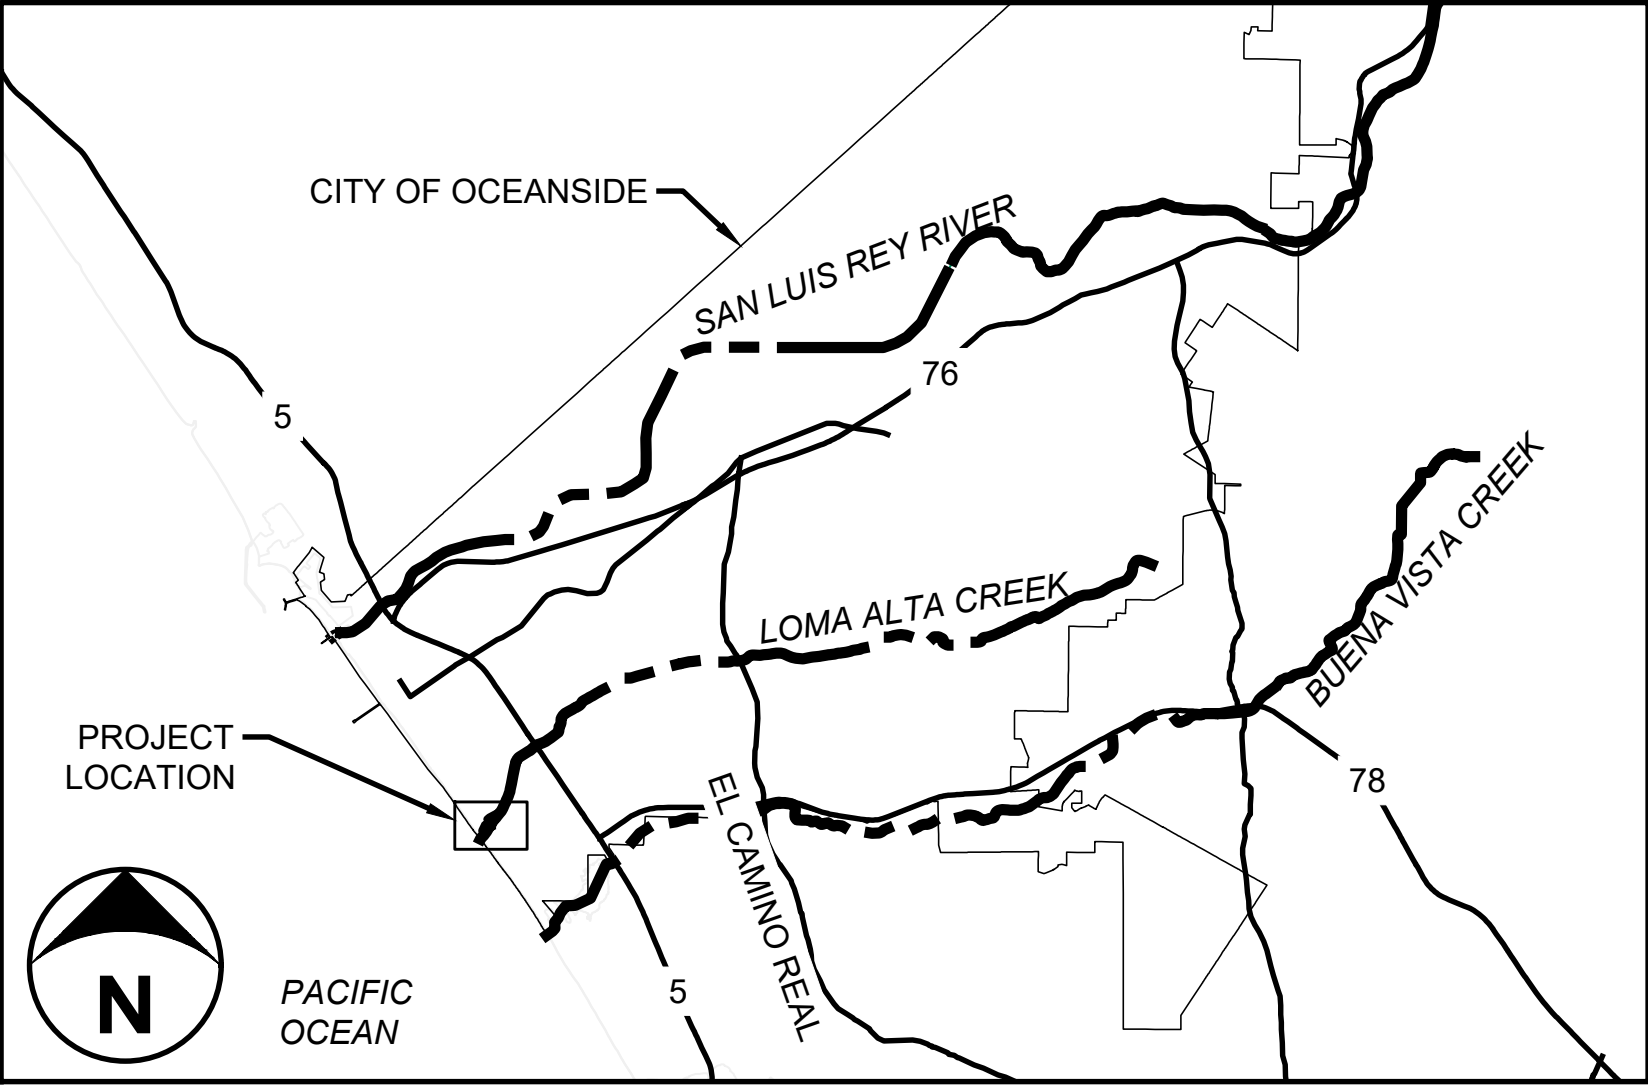 CITY OF OCEANSIDE
SAN LUIS REY RIVER
76
5
LOMA ALTA CREEK
BUENA VISTA CREEK
PROJECT
LOCATION
78
EL CAMINO REAL
5
N
PACIFIC
OCEAN